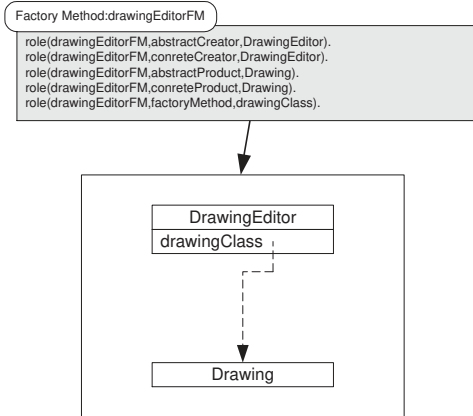 Factory Method:drawingEditorFM
role(drawingEditorFM,abstractCreator,DrawingEditor).
role(drawingEditorFM,conreteCreator,DrawingEditor).
role(drawingEditorFM,abstractProduct,Drawing).
role(drawingEditorFM,conreteProduct,Drawing).
role(drawingEditorFM,factoryMethod,drawingClass).
DrawingEditor
drawingClass
Drawing